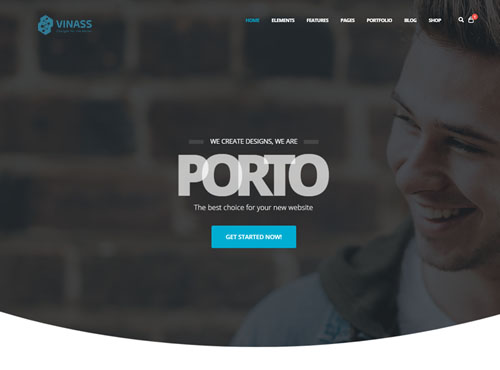 VINASS
HOME ELEMENTS FEATURES PAGES PORTFOLIO BLOG SHOP
WE CREATE DESIGNS, WE ARE
PORTO
The best choice for your new website
GET STARTED NOW!